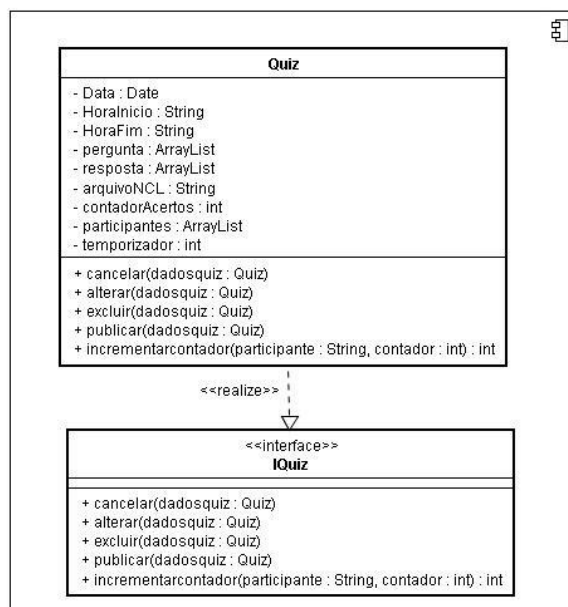 Quiz
- Data : Date
- HoraInicio : String
- HoraFim : String
- pergunta : ArrayList
- resposta : ArrayList
- arquivoNCL : String
- contadorAcertos : int
- participantes : ArrayList
- temporizador : int
+ cancelar(dadosquiz : Quiz)
+ alterar(dadosquiz : Quiz)
+ excluir(dadosquiz : Quiz)
+ publicar(dadosquiz : Quiz)
+ incrementarcontador(participante : String, contador : int) : int
<<realize>>
<<interface>>
IQuiz
+ cancelar(dadosquiz : Quiz)
+ alterar(dadosquiz : Quiz)
+ excluir(dadosquiz : Quiz)
+ publicar(dadosquiz : Quiz)
+ incrementarcontador(participante : String, contador : int) : int